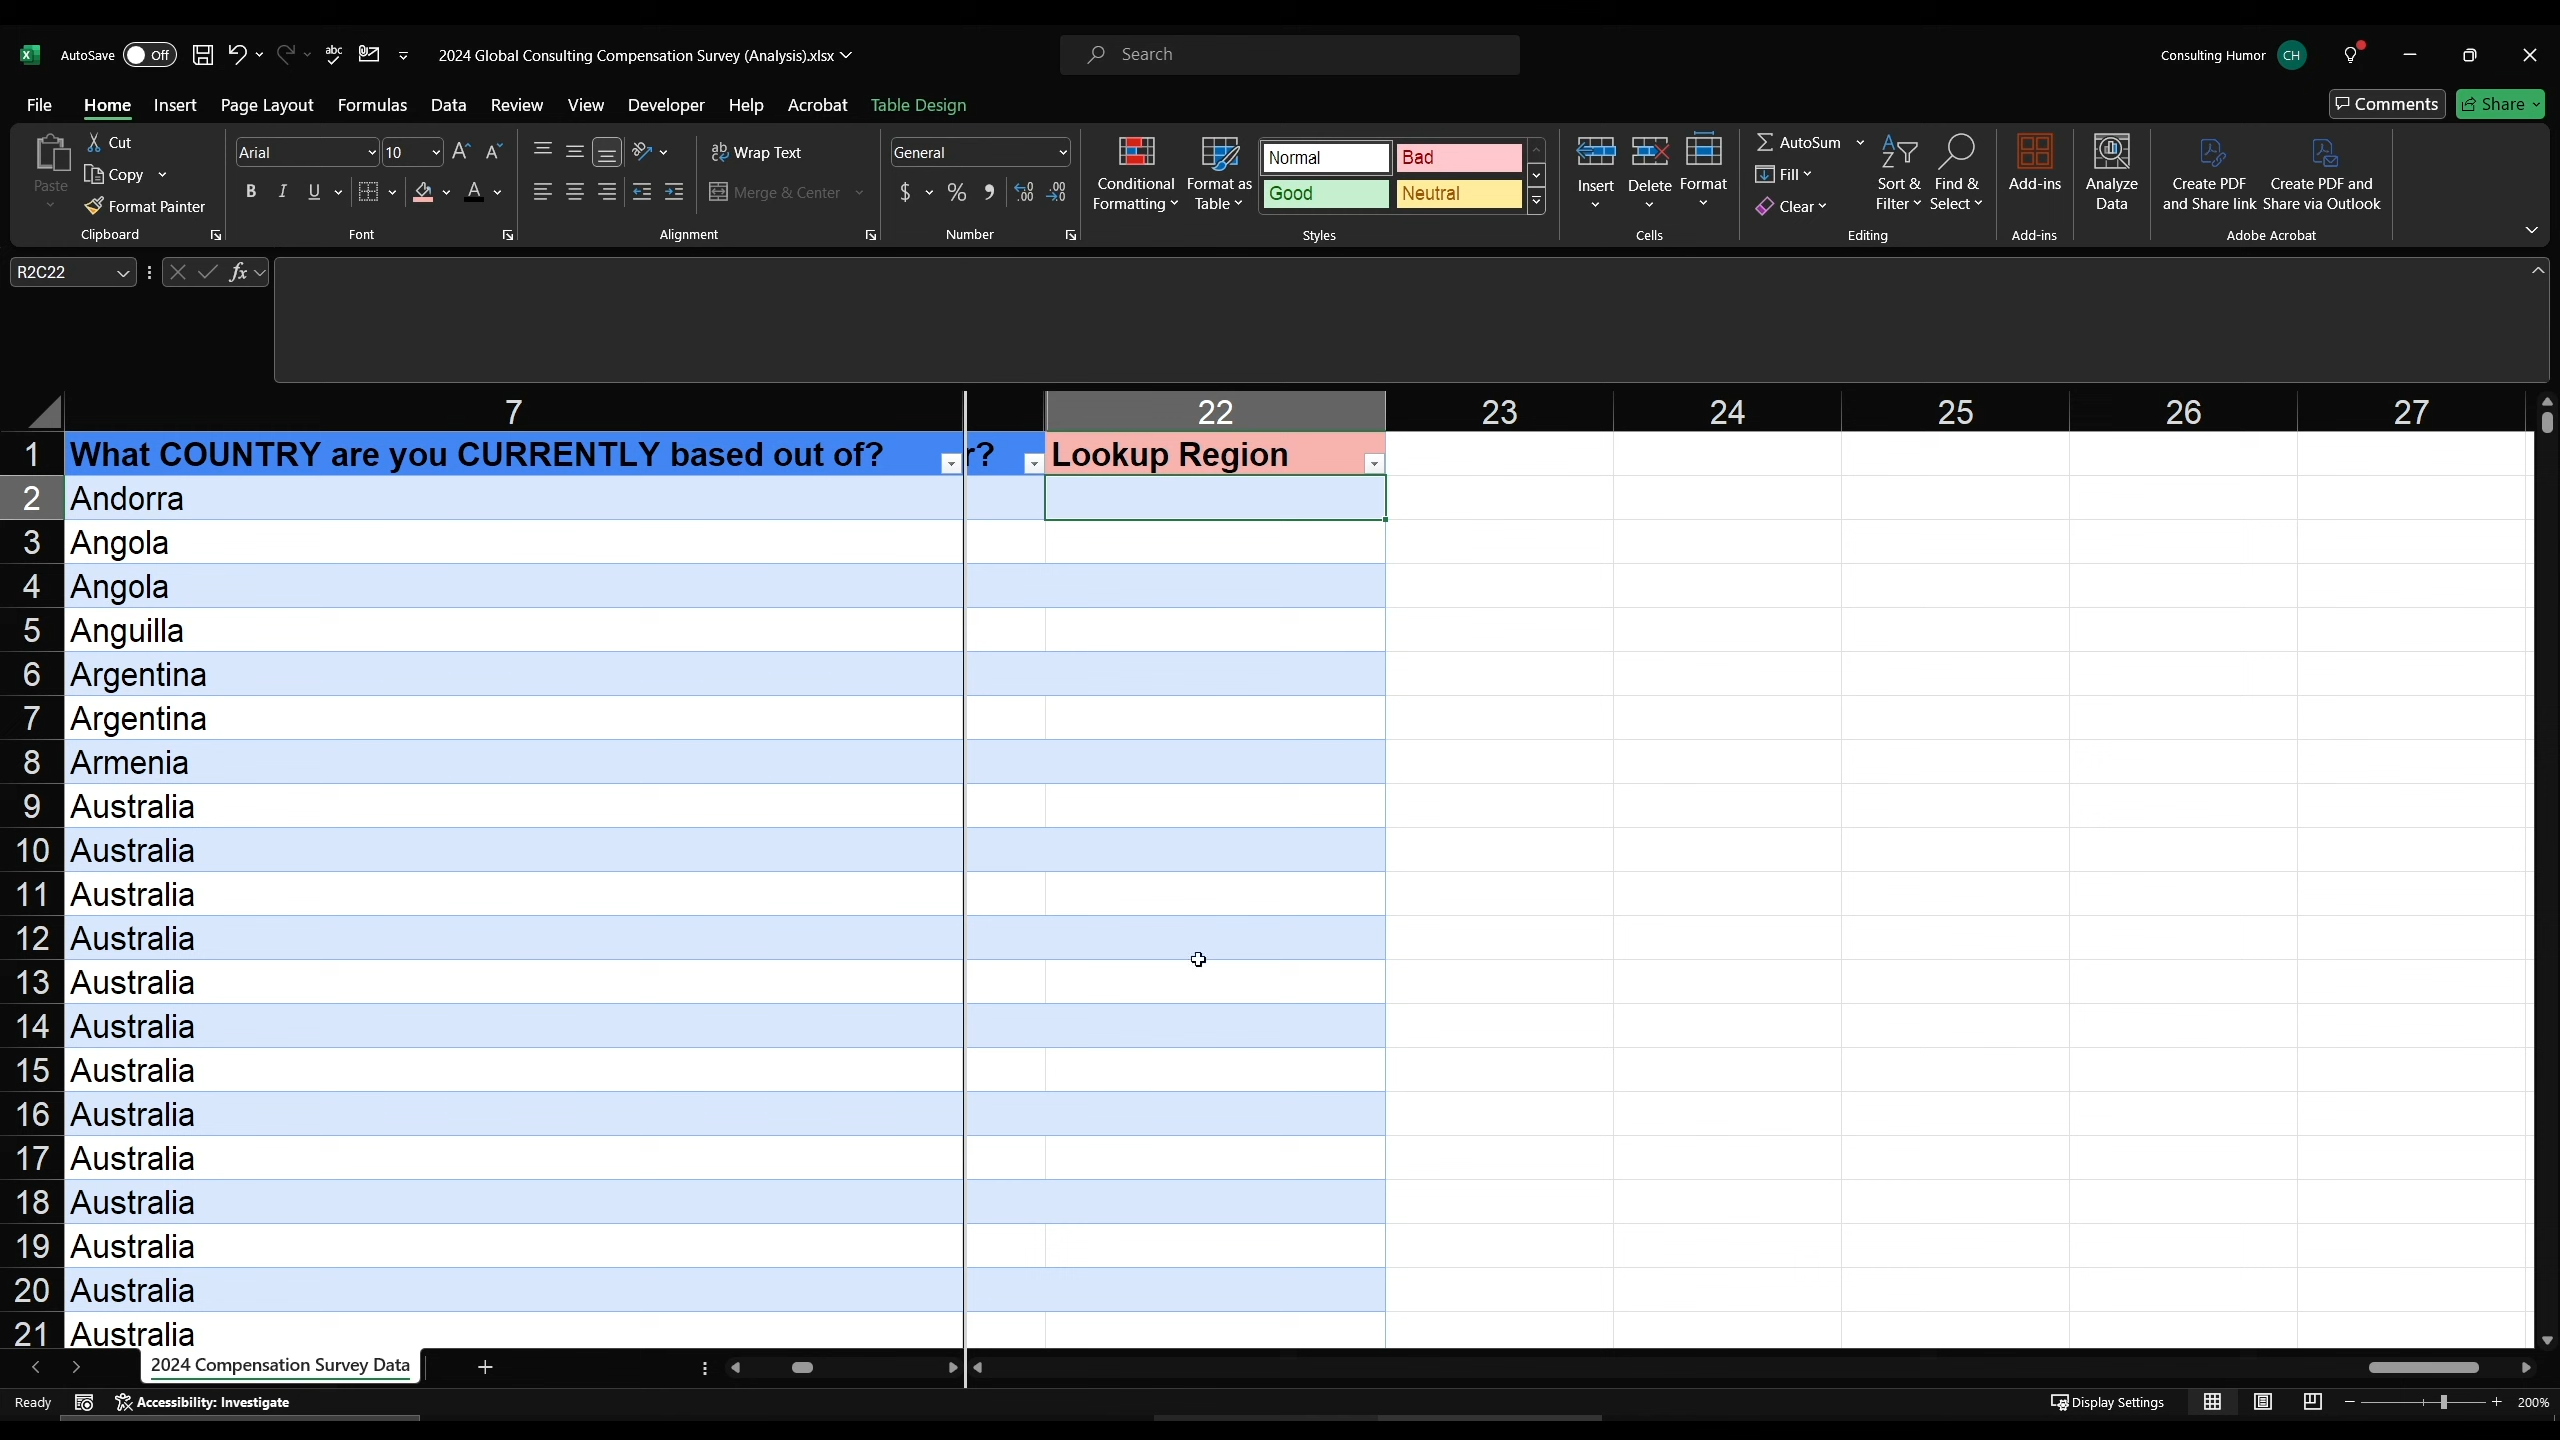 AutoSave Off 2024 Global Consulting Compensation Survey (Analysis).xlsx Search Consulting Humor CH
File Home Insert Page Layout Formulas Data Review View Developer Help Acrobat Table Design Comments Share
Paste Cut Copy Format Painter Clipboard
Arial 10 B I U A Font
Wrap Text Merge & Center Alignment
General $ % Number
Conditional Formatting Format as Table Normal Bad Good Neutral Styles
Insert Delete Format Cells
AutoSum Fill Clear Sort & Filter Find & Select Editing
Add-ins Add-ins
Analyze Data
Create PDF and Share link Create PDF and Share via Outlook Adobe Acrobat
R2C22 fx
7 22 23 24 25 26 27
1 What COUNTRY are you CURRENTLY based out of? r? Lookup Region
2 Andorra
3 Angola
4 Angola
5 Anguilla
6 Argentina
7 Argentina
8 Armenia
9 Australia
10 Australia
11 Australia
12 Australia
13 Australia
14 Australia
15 Australia
16 Australia
17 Australia
18 Australia
19 Australia
20 Australia
21 Australia
2024 Compensation Survey Data
Ready Accessibility: Investigate Display Settings 200%